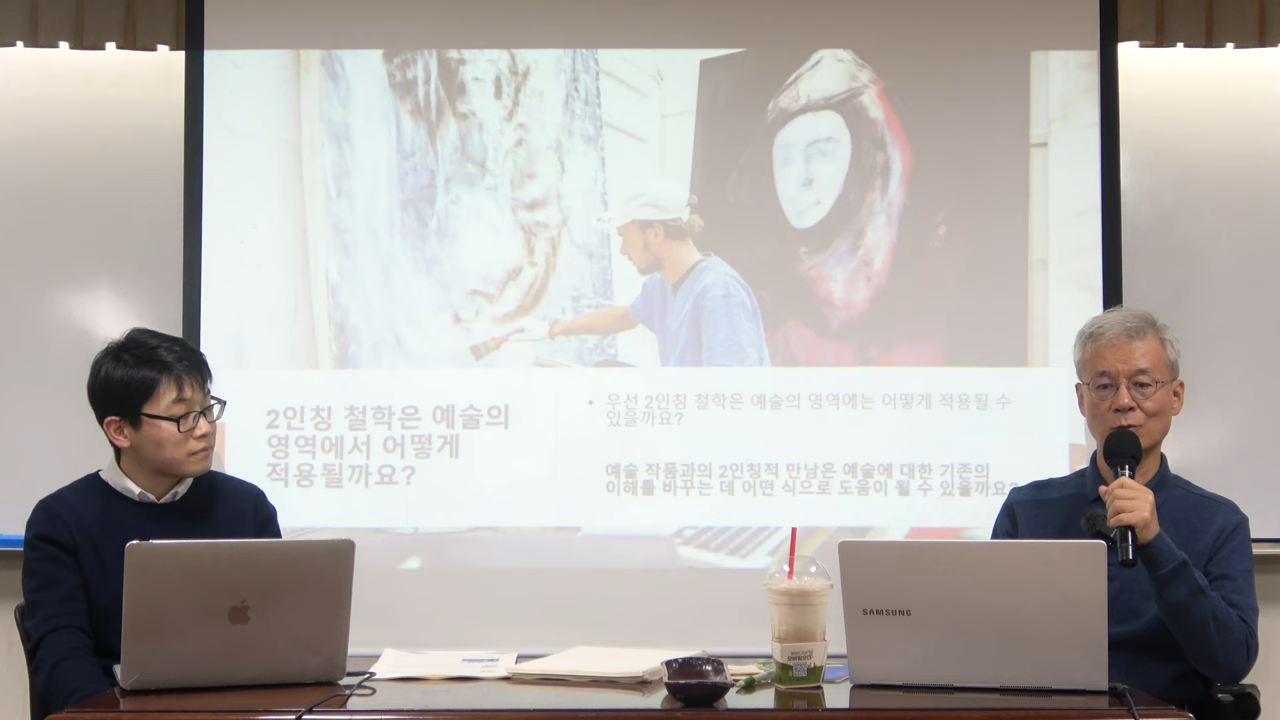 2인칭 철학은 예술의
영역에서 어떻게
적용될까요?
• 우선 2인칭 철학은 예술의 영역에는 어떻게 적용될 수
있을까요?
예술 작품과의 2인칭적 만남은 예술에 대한 기존의
이해를 바꾸는 데 어떤 식으로 도움이 될 수 있을까요?
SAMSUNG